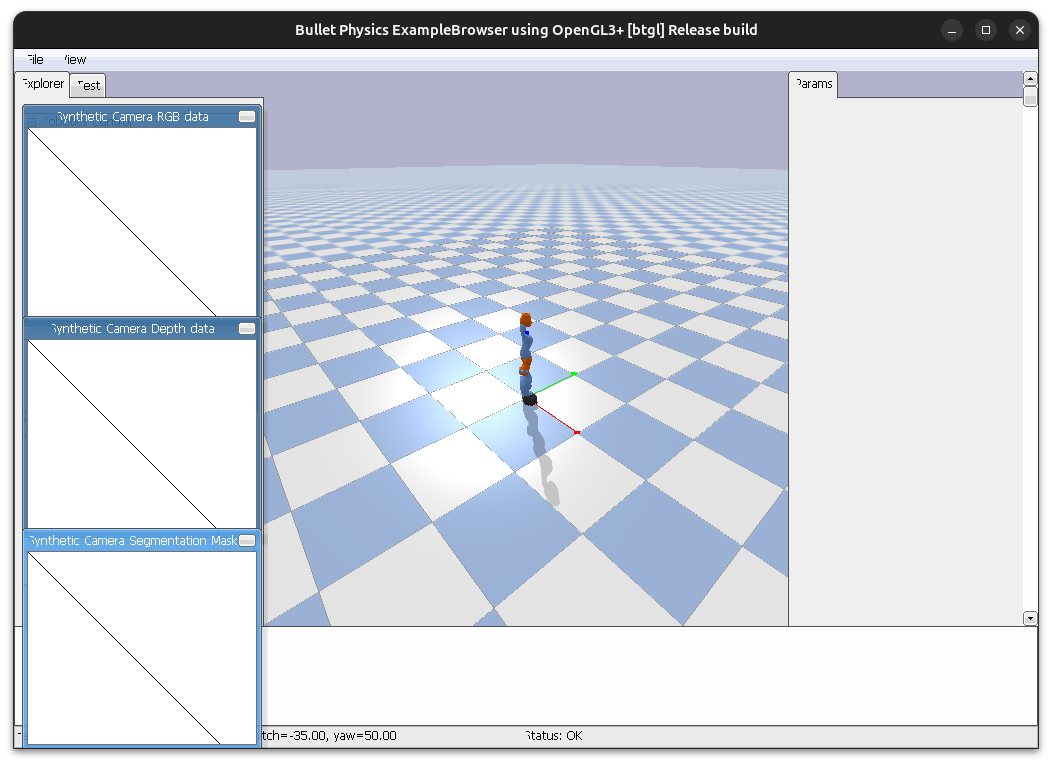 Bullet Physics ExampleBrowser using OpenGL3+ [btgl] Release build
File View
Explorer Test Params
Synthetic Camera RGB data
Synthetic Camera Depth data
Synthetic Camera Segmentation Mask
tch=-35.00, yaw=50.00 Status: OK